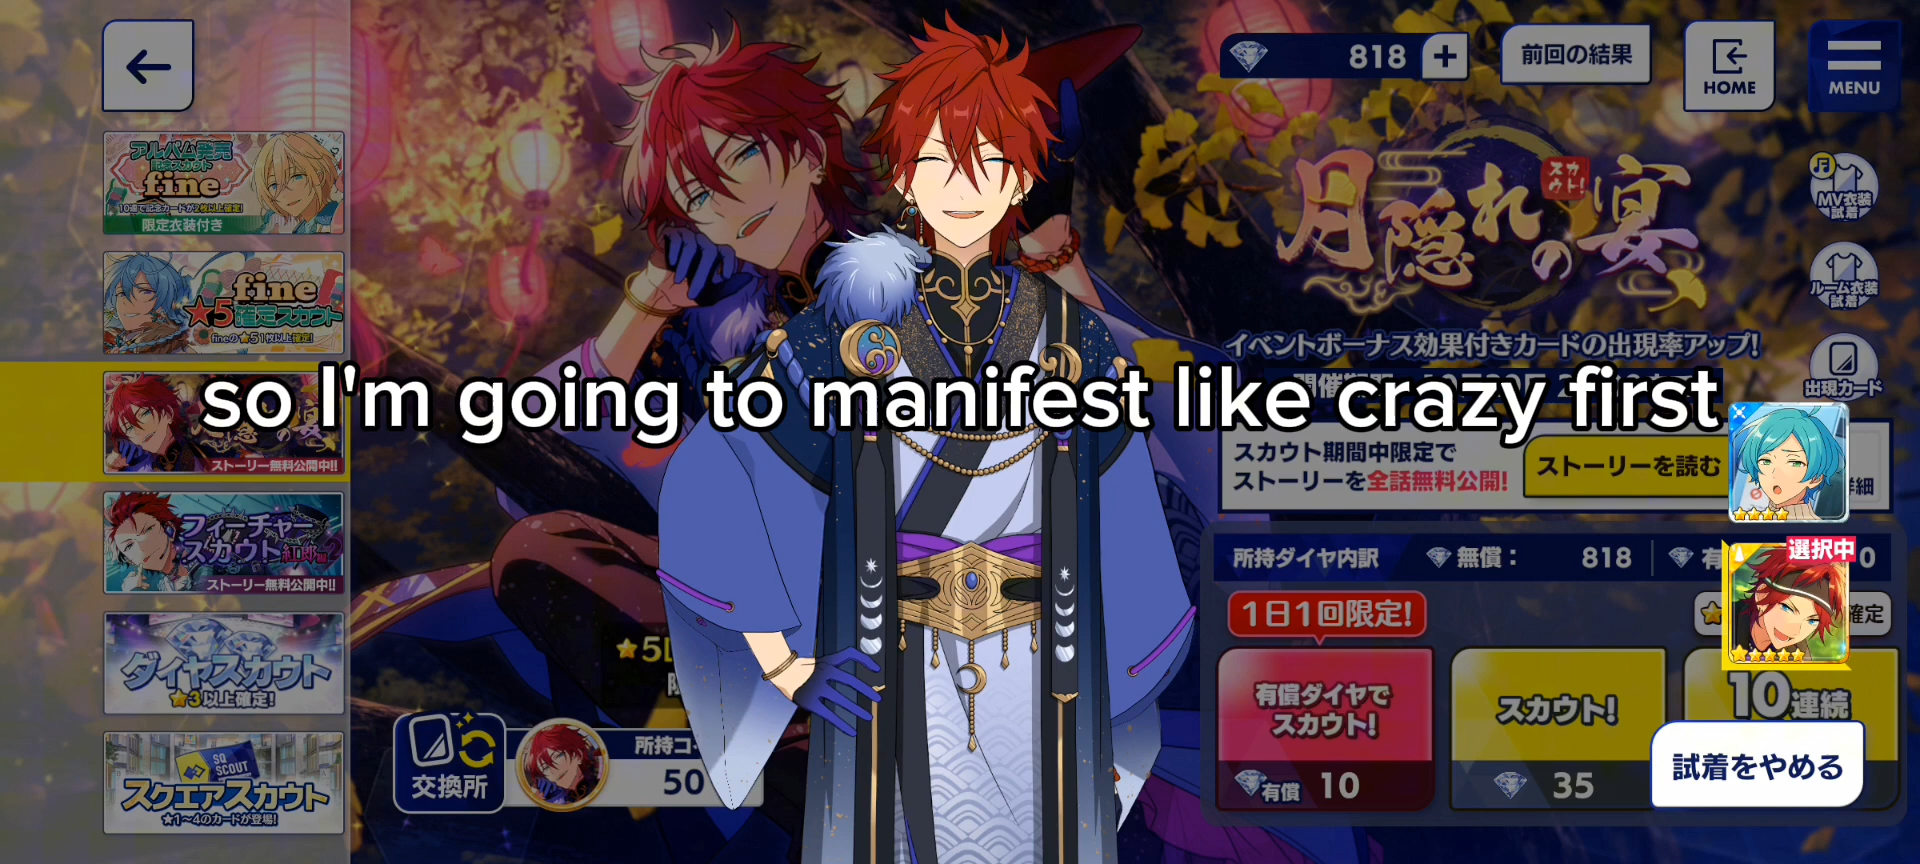 818
前回の結果
HOME
MENU
アルバム発売
記念スカウト
fine
10連で記念カードが2枚以上確定!
限定衣装付き
fine
★5確定スカウト
fineの★5 1枚以上確定!
ストーリー無料公開中!!
フィーチャー
スカウト 紅郎編2
ストーリー無料公開中!!
ダイヤスカウト
★3以上確定!
SQ
SCOUT
スクエアスカウト
★1～4のカードが登場!
月隠れの宴
スカウト!
MV衣装
試着
ルーム衣装
試着
出現カード
イベントボーナス効果付きカードの出現率アップ!
so I'm going to manifest like crazy first
スカウト期間中限定で
ストーリーを全話無料公開!
ストーリーを読む
所持ダイヤ内訳
無償:
818
0
選択中
確定
1日1回限定!
有償ダイヤで
スカウト!
有償 10
スカウト!
35
10連続
試着をやめる
★5
交換所
50